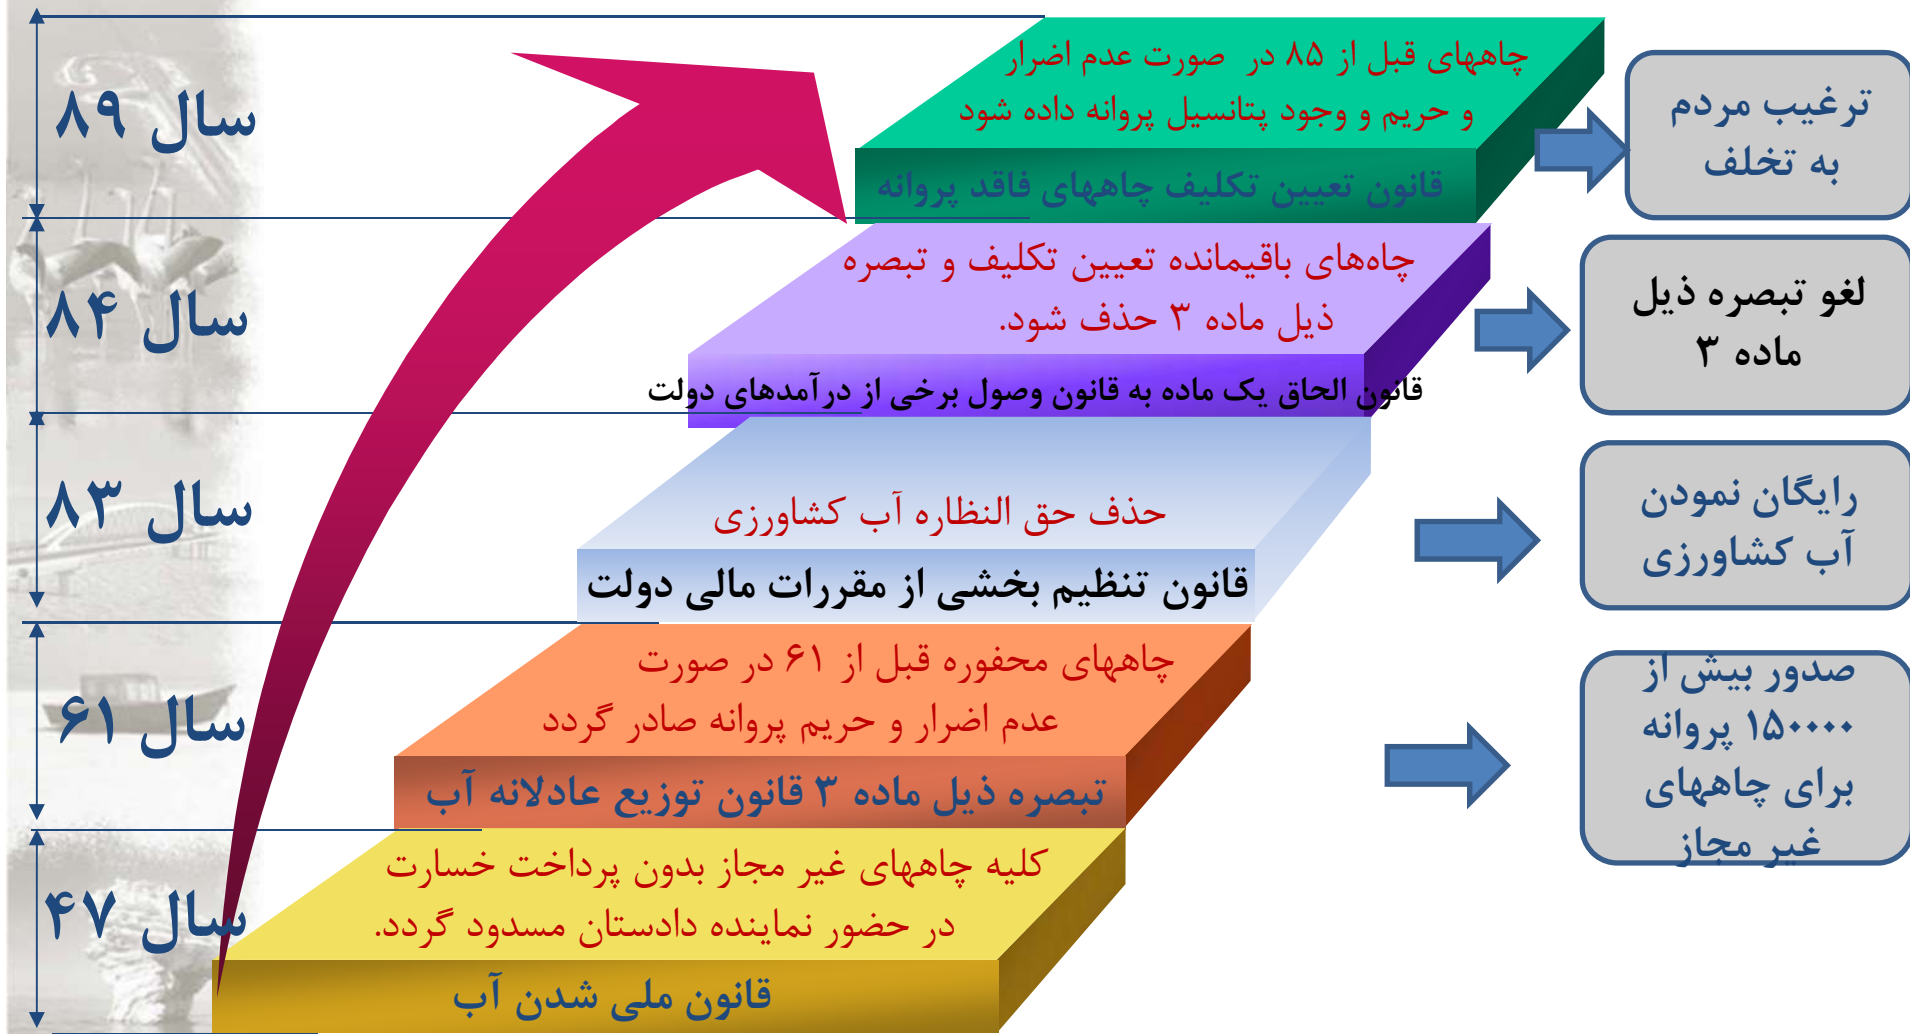 سال ۸۹
چاههای قبل از ۸۵ در صورت عدم اضرار
و حریم و وجود پتانسیل پروانه داده شود
قانون تعیین تکلیف چاههای فاقد پروانه
ترغیب مردم
به تخلف
سال ۸۴
چاه‌های باقیمانده تعیین تکلیف و تبصره
ذیل ماده ۳ حذف شود.
قانون الحاق یک ماده به قانون وصول برخی از درآمدهای دولت
لغو تبصره ذیل
ماده ۳
سال ۸۳
حذف حق النظاره آب کشاورزی
قانون تنظیم بخشی از مقررات مالی دولت
رایگان نمودن
آب کشاورزی
سال ۶۱
چاههای محفوره قبل از ۶۱ در صورت
عدم اضرار و حریم پروانه صادر گردد
تبصره ذیل ماده ۳ قانون توزیع عادلانه آب
صدور بیش از
۱۵۰۰۰۰ پروانه
برای چاههای
غیر مجاز
سال ۴۷
کلیه چاههای غیر مجاز بدون پرداخت خسارت
در حضور نماینده دادستان مسدود گردد.
قانون ملی شدن آب